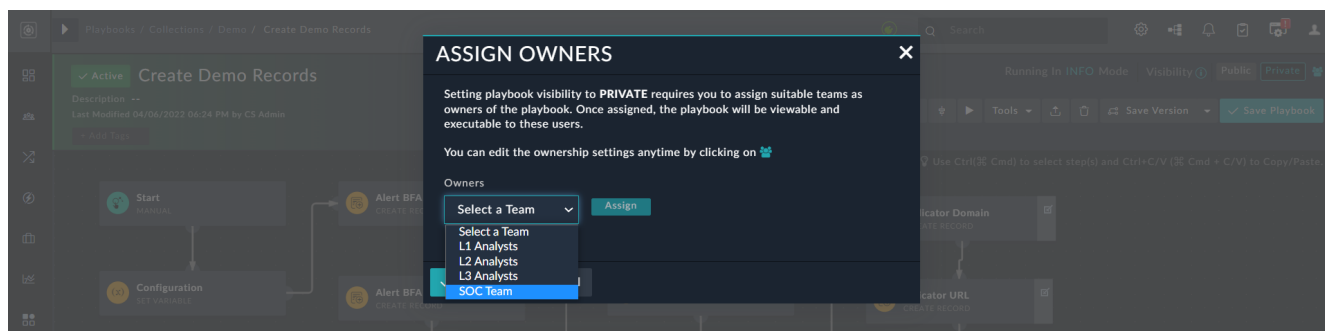 Playbooks / Collections / Demo / Create Demo Records
Search
Active
Create Demo Records
Running in INFO Mode
Visibility
Public
Private
Description --
Last Modified 04/06/2022 06:24 PM by CS Admin
+ Add Tags
Tools
Save Version
Save Playbook
ASSIGN OWNERS
Setting playbook visibility to PRIVATE requires you to assign suitable teams as
owners of the playbook. Once assigned, the playbook will be viewable and
executable to these users.
You can edit the ownership settings anytime by clicking on
Owners
Select a Team
Assign
Select a Team
L1 Analysts
L2 Analysts
L3 Analysts
SOC Team
Use Ctrl(⌘ Cmd) to select step(s) and Ctrl+C/V (⌘ Cmd + C/V) to Copy/Paste.
Start
MANUAL
Alert BFA
CREATE REC
icator Domain
ATE RECORD
Configuration
SET VARIABLE
(x)
Alert BFA
CREATE RECORD
icator URL
CREATE RECORD